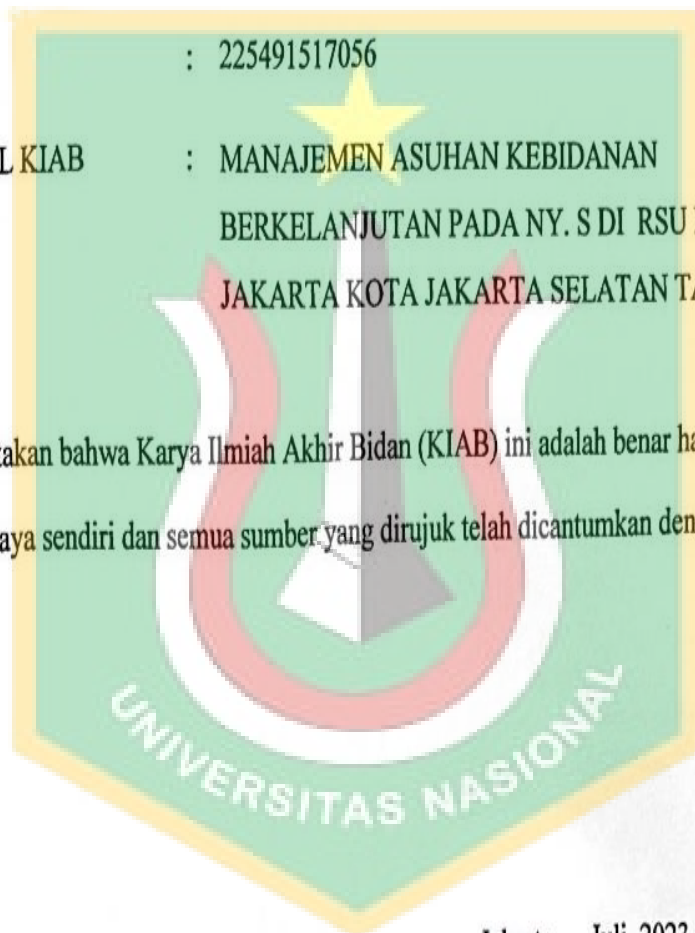 : 225491517056
L KIAB : MANAJEMEN ASUHAN KEBIDANAN
BERKELANJUTAN PADA NY. S DI RSU
JAKARTA KOTA JAKARTA SELATAN TA
akan bahwa Karya Ilmiah Akhir Bidan (KIAB) ini adalah benar ha
aya sendiri dan semua sumber yang dirujuk telah dicantumkan den
UNIVERSITAS NASIONAL
Juli 2023